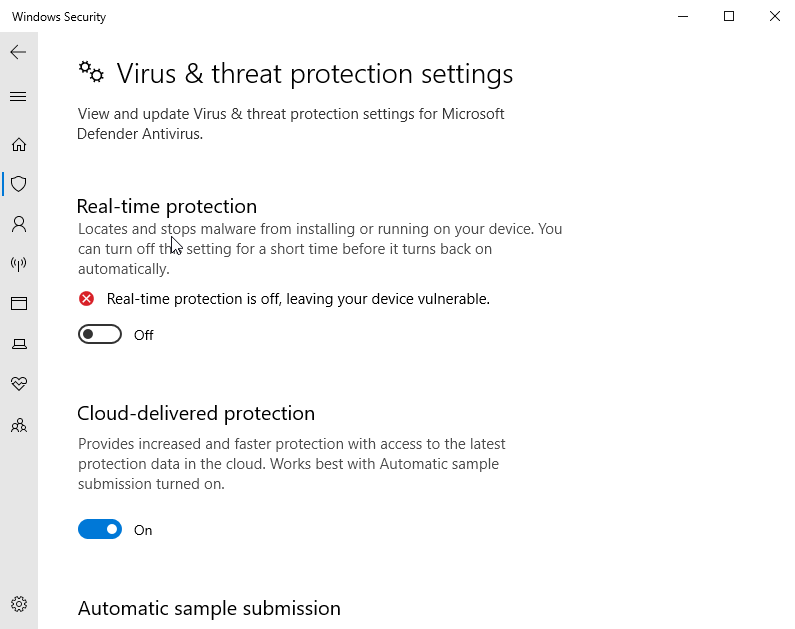 Windows Security
Virus & threat protection settings
View and update Virus & threat protection settings for Microsoft
Defender Antivirus.
Real-time protection
Locates and stops malware from installing or running on your device. You
can turn off this setting for a short time before it turns back on
automatically.
Real-time protection is off, leaving your device vulnerable.
Off
Cloud-delivered protection
Provides increased and faster protection with access to the latest
protection data in the cloud. Works best with Automatic sample
submission turned on.
On
Automatic sample submission